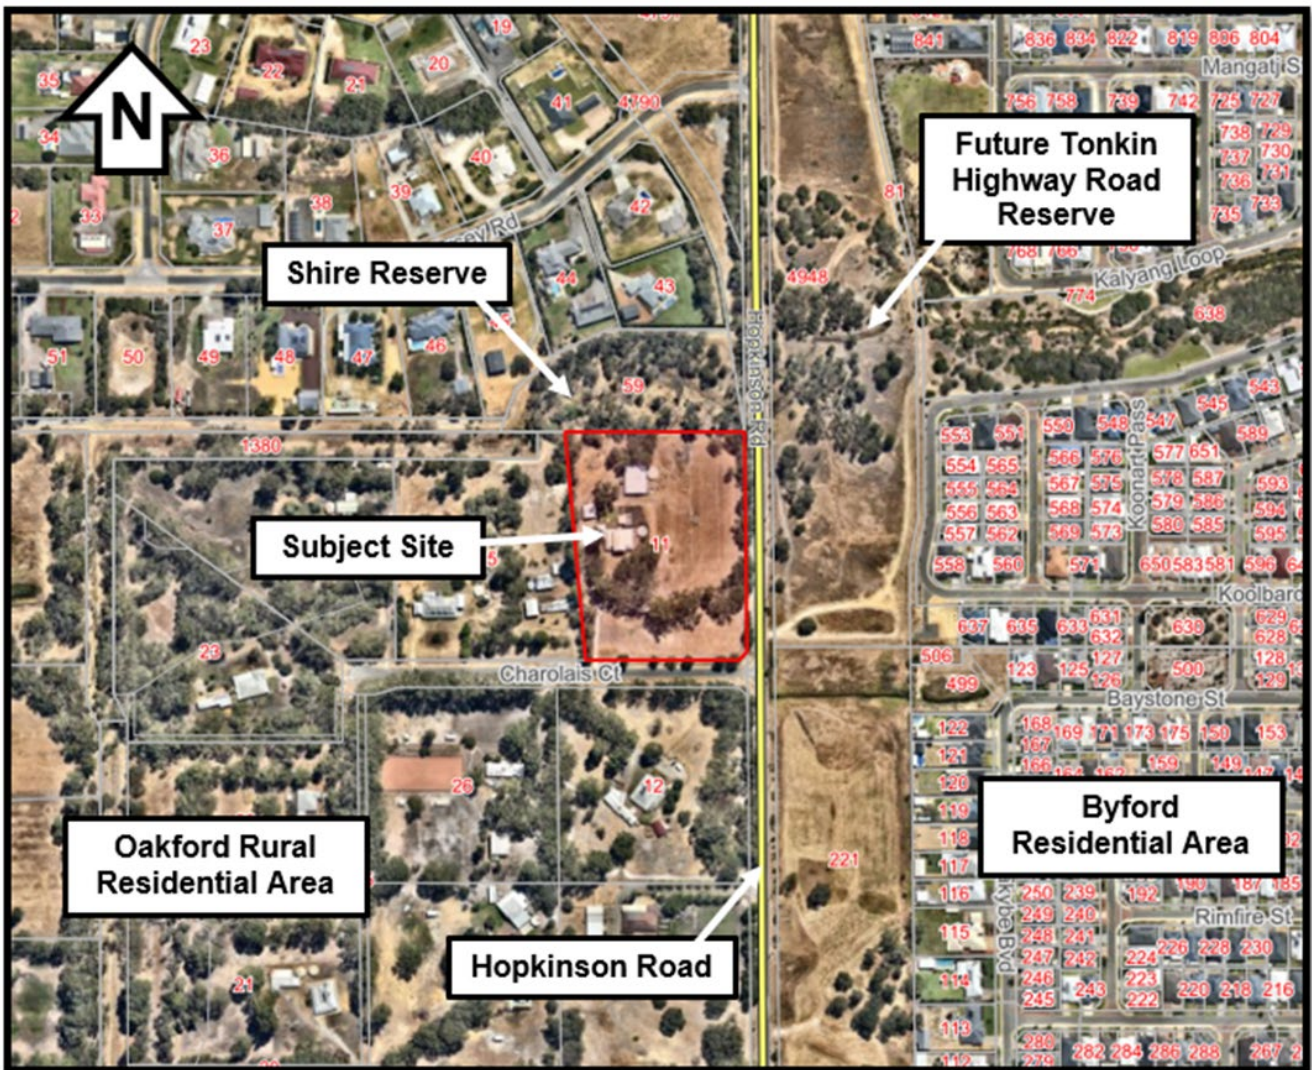 19
841
836 834 822 819 806 804
23
22
21
20
35
Mangatj S
41
4790
756 758 739 742 725 727
N
34
36
40
738 729
737 730
736 731
735 733
Future Tonkin
Highway Road
Reserve
39
38
81
33
37
42
sey Rd
768 766
Kalyang Loop
Shire Reserve
44
43
4948
774
638
Hopkinson Rd
51
50
49
48
47
46
59
543
545
547
548
550
551
553
589
Koonart Pass
1380
554 565 566 576 577 651
555 564 567 575 578 587 593
556 563 568 574 579 586 594
557 562 569 573 580 585 595
558 560 571 650 583 581 596
Subject Site
11
5
Koolbard
637 635 633 631 630 629
632 628
23
506
123 125 127 500 128
126 129
499
Charolais Ct
Baystone St
122
168 169 171 173 175 150 153
167
121
166 159 149
120
26
12
119
118
117
116
115
114
113
112
Byford
Residential Area
Oakford Rural
Residential Area
221
kybe Blvd
250 239 192 190 187 185
249 240
Rimfire St
248 241 226 228 230
247 242 224
246 243 223 220 218 216
245 222
Hopkinson Road
21
280 282 284 286 288 267
279